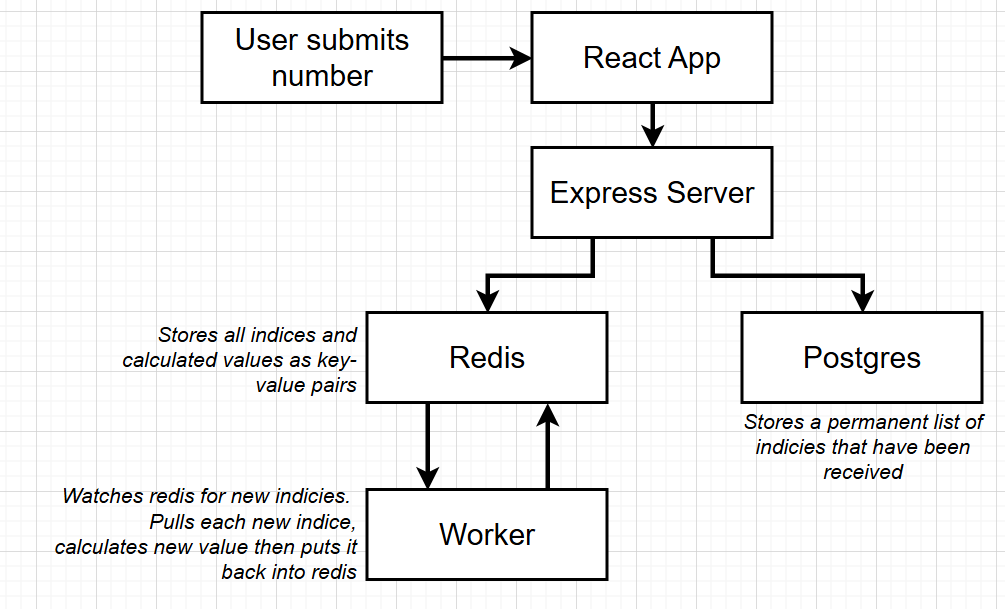 User submits
number
React App
Express Server
Stores all indices and
calculated values as key-
value pairs
Redis
Postgres
Stores a permanent list of
indicies that have been
received
Watches redis for new indicies.
Pulls each new indice,
calculates new value then puts it
back into redis
Worker